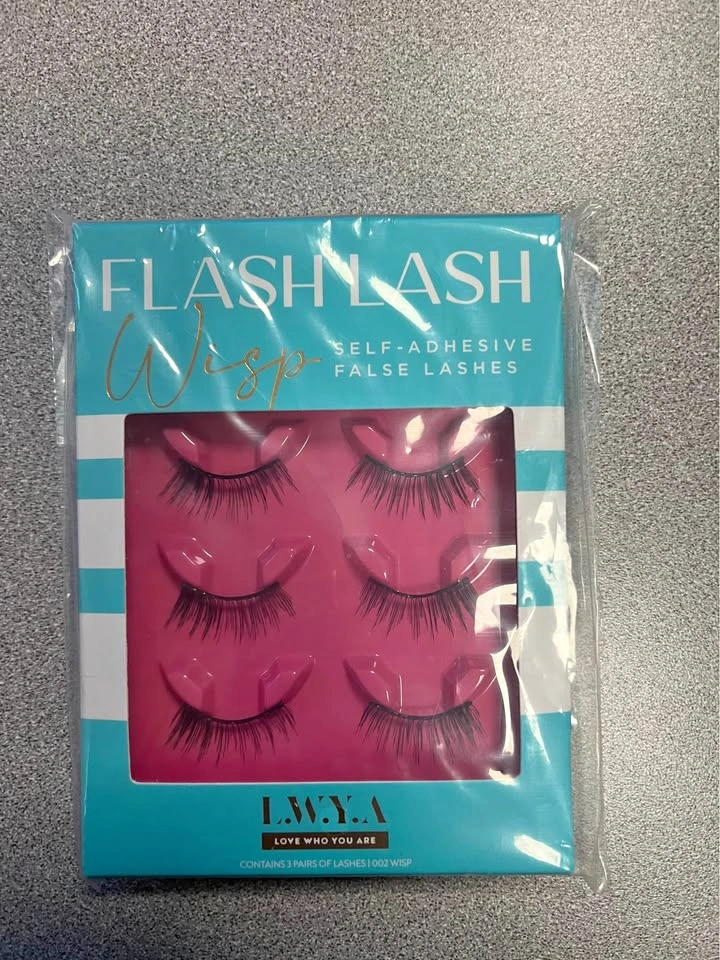 FLASH LASH
Wisp
SELF-ADHESIVE
FALSE LASHES
L.W.Y.A
LOVE WHO YOU ARE
CONTAINS 3 PAIRS OF LASHES | 002 WISP